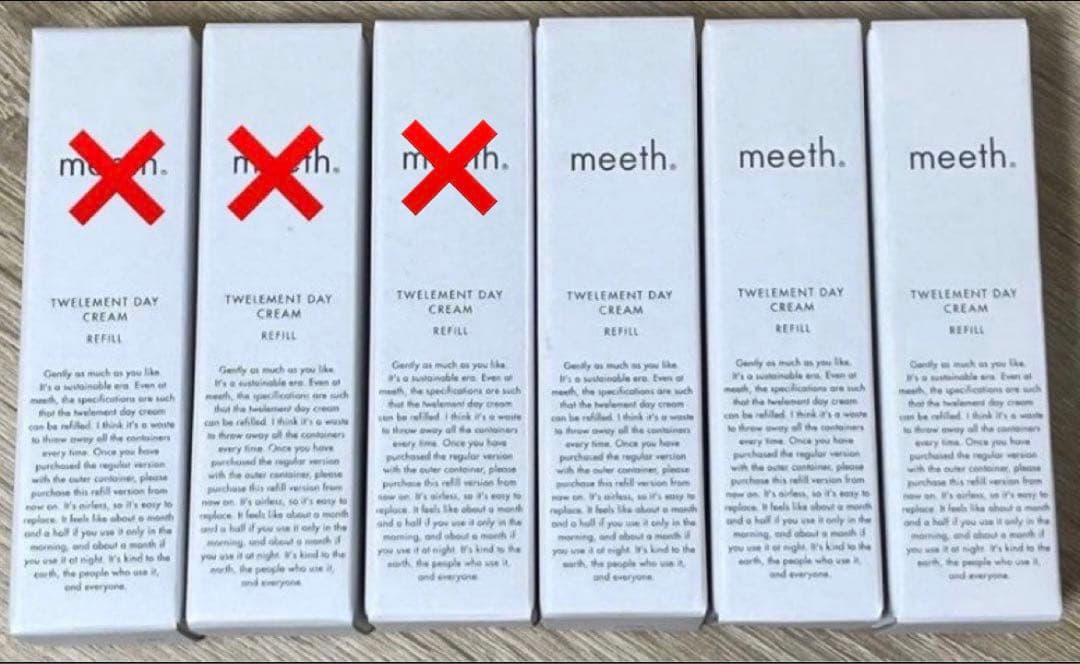 meeth.
TWELEMENT DAY
CREAM
REFILL
Gently as much as you like.
It's a sustainable era. Even at
meeth, the specifications are such
that the twelement day cream
can be refilled. I think it's a waste
to throw away all the containers
every time. Once you have
purchased the regular version
with the outer container, please
purchase this refill version from
now on. It's airless, so it's easy to
replace. It feels like about a month
and a half if you use it only in the
morning, and about a month if
you use it at night. It's kind to the
earth, the people who use it,
and everyone.
meeth.
TWELEMENT DAY
CREAM
REFILL
Gently as much as you like.
It's a sustainable era. Even at
meeth, the specifications are such
that the twelement day cream
can be refilled. I think it's a waste
to throw away all the containers
every time. Once you have
purchased the regular version
with the outer container, please
purchase this refill version from
now on. It's airless, so it's easy to
replace. It feels like about a month
and a half if you use it only in the
morning, and about a month if
you use it at night. It's kind to the
earth, the people who use it,
and everyone.
meeth.
TWELEMENT DAY
CREAM
REFILL
Gently as much as you like.
It's a sustainable era. Even at
meeth, the specifications are such
that the twelement day cream
can be refilled. I think it's a waste
to throw away all the containers
every time. Once you have
purchased the regular version
with the outer container, please
purchase this refill version from
now on. It's airless, so it's easy to
replace. It feels like about a month
and a half if you use it only in the
morning, and about a month if
you use it at night. It's kind to the
earth, the people who use it,
and everyone.
meeth.
TWELEMENT DAY
CREAM
REFILL
Gently as much as you like.
It's a sustainable era. Even at
meeth, the specifications are such
that the twelement day cream
can be refilled. I think it's a waste
to throw away all the containers
every time. Once you have
purchased the regular version
with the outer container, please
purchase this refill version from
now on. It's airless, so it's easy to
replace. It feels like about a month
and a half if you use it only in the
morning, and about a month if
you use it at night. It's kind to the
earth, the people who use it,
and everyone.
meeth.
TWELEMENT DAY
CREAM
REFILL
Gently as much as you like.
It's a sustainable era. Even at
meeth, the specifications are such
that the twelement day cream
can be refilled. I think it's a waste
to throw away all the containers
every time. Once you have
purchased the regular version
with the outer container, please
purchase this refill version from
now on. It's airless, so it's easy to
replace. It feels like about a month
and a half if you use it only in the
morning, and about a month if
you use it at night. It's kind to the
earth, the people who use it,
and everyone.
meeth.
TWELEMENT DAY
CREAM
REFILL
Gently as much as you like.
It's a sustainable era. Even at
meeth, the specifications are such
that the twelement day cream
can be refilled. I think it's a waste
to throw away all the containers
every time. Once you have
purchased the regular version
with the outer container, please
purchase this refill version from
now on. It's airless, so it's easy to
replace. It feels like about a month
and a half if you use it only in the
morning, and about a month if
you use it at night. It's kind to the
earth, the people who use it,
and everyone.